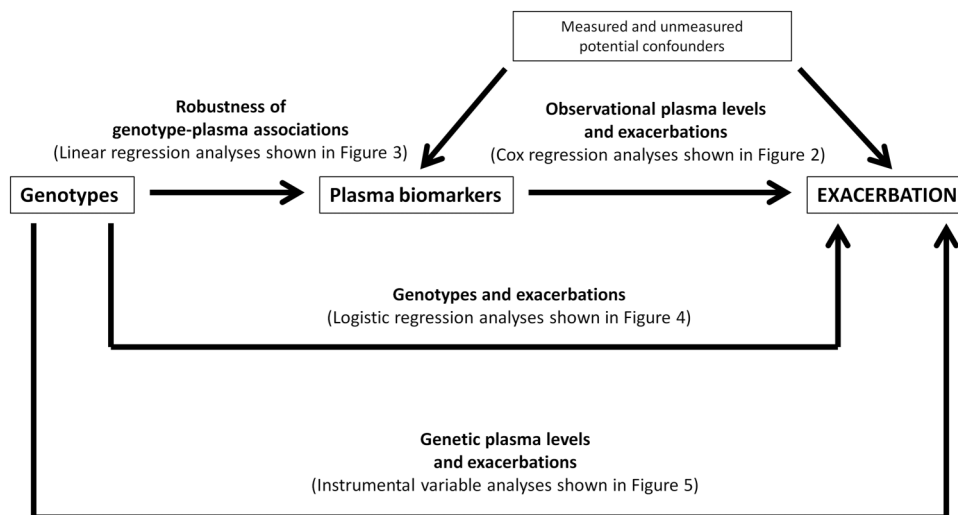 Measured and unmeasured
potential confounders
Robustness of
genotype-plasma associations
(Linear regression analyses shown in Figure 3)
Observational plasma levels
and exacerbations
(Cox regression analyses shown in Figure 2)
Genotypes
Plasma biomarkers
EXACERBATION
Genotypes and exacerbations
(Logistic regression analyses shown in Figure 4)
Genetic plasma levels
and exacerbations
(Instrumental variable analyses shown in Figure 5)